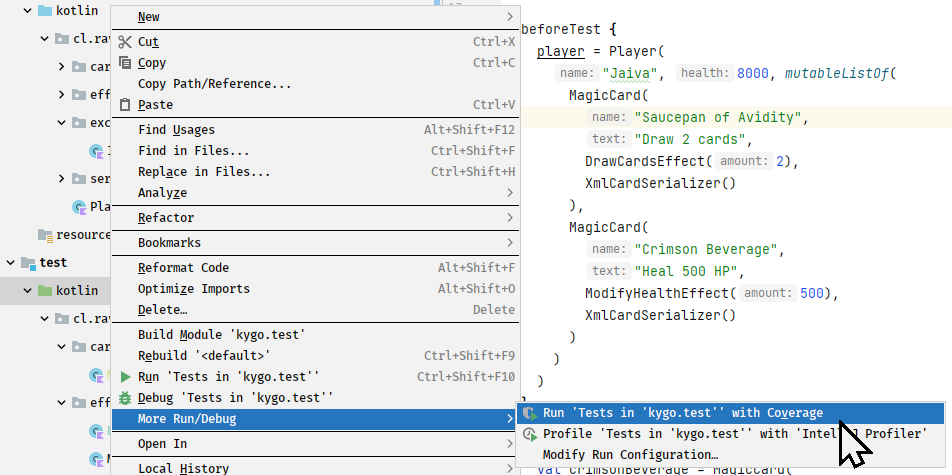 kotlin
cl.ra
car
eff
exc
ser
Pla
resource
test
kotlin
cl.ra
car
eff
New
Cut Ctrl+X
Copy Ctrl+C
Copy Path/Reference...
Paste Ctrl+V
Find Usages Alt+Shift+F12
Find in Files... Ctrl+Shift+F
Replace in Files... Ctrl+Shift+H
Analyze
Refactor
Bookmarks
Reformat Code Alt+Shift+F
Optimize Imports Alt+Shift+O
Delete... Delete
Build Module 'kygo.test'
Rebuild '<default>' Ctrl+Shift+F9
Run 'Tests in 'kygo.test'' Ctrl+Shift+F10
Debug 'Tests in 'kygo.test''
More Run/Debug
Open In
Local History
Run 'Tests in 'kygo.test'' with Coverage
Profile 'Tests in 'kygo.test'' with 'IntelliJ Profiler'
Modify Run Configuration…
beforeTest {
player = Player(
name: "Jaiva", health: 8000, mutableListOf(
MagicCard(
name: "Saucepan of Avidity",
text: "Draw 2 cards",
DrawCardsEffect( amount: 2),
XmlCardSerializer()
),
MagicCard(
name: "Crimson Beverage",
text: "Heal 500 HP",
ModifyHealthEffect( amount: 500),
XmlCardSerializer()
)
)
)
val crimsonBeverage = MagicCard(